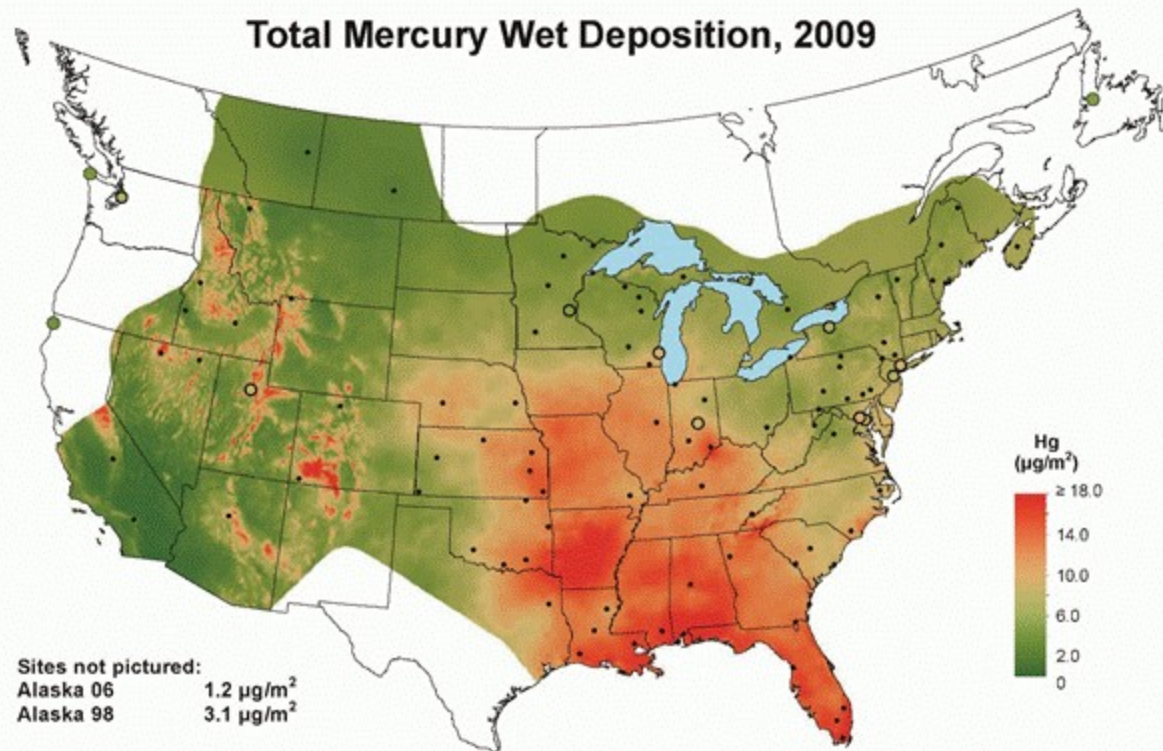 Total Mercury Wet Deposition, 2009
Hg
(µg/m²)
≥ 18.0
14.0
10.0
6.0
2.0
0
Sites not pictured:
Alaska 06 1.2 µg/m²
Alaska 98 3.1 µg/m²